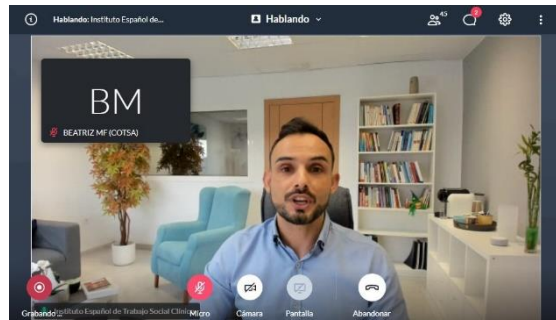 Hablando: Instituto Español de...
Hablando
45
BM
BEATRIZ MF (COTSA)
Grabando...
Instituto Español de Trabajo Social Clínico
Micro
Cámara
Pantalla
Abandonar